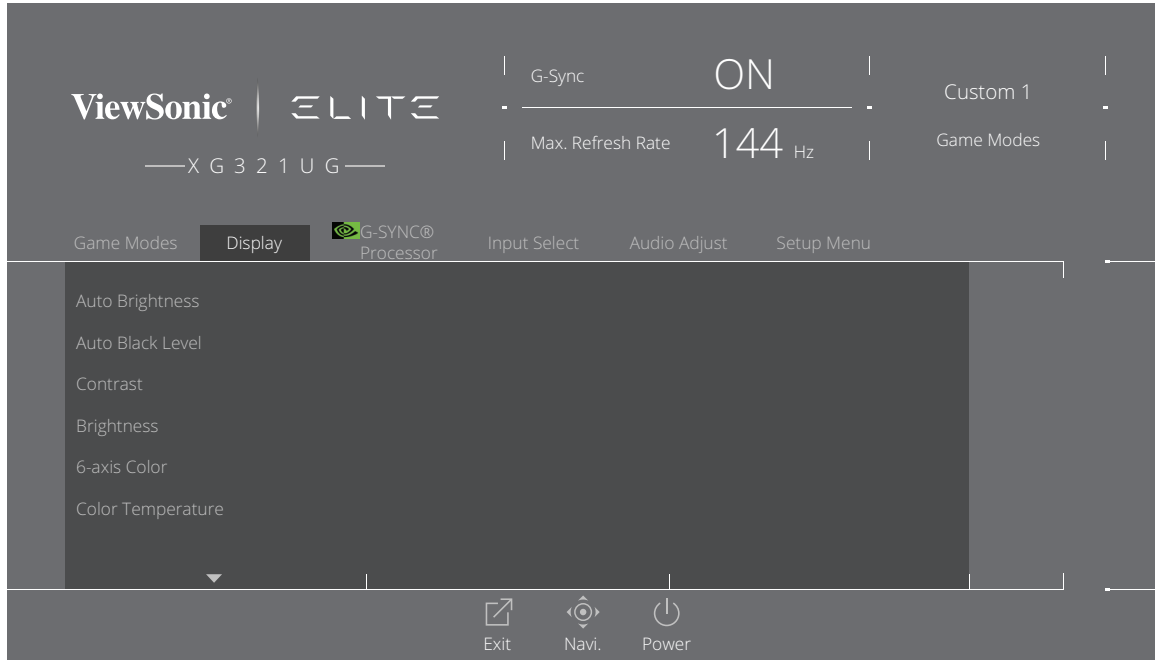 ViewSonic® ELITE
XG321UG
G-Sync ON
Max. Refresh Rate 144 Hz
Custom 1
Game Modes
Game Modes
Display
G-SYNC®
Processor
Input Select
Audio Adjust
Setup Menu
Auto Brightness
Auto Black Level
Contrast
Brightness
6-axis Color
Color Temperature
Exit
Navi.
Power